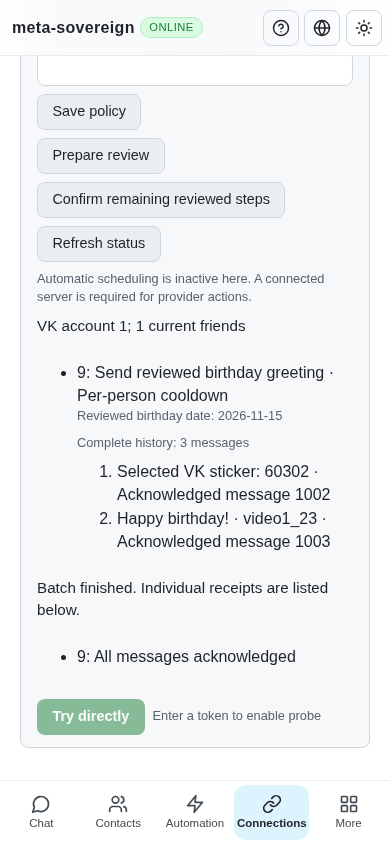 meta-sovereign ONLINE
Save policy
Prepare review
Confirm remaining reviewed steps
Refresh status
Automatic scheduling is inactive here. A connected
server is required for provider actions.
VK account 1; 1 current friends
• 9: Send reviewed birthday greeting ·
Per-person cooldown
Reviewed birthday date: 2026-11-15
Complete history: 3 messages
1. Selected VK sticker: 60302 ·
Acknowledged message 1002
2. Happy birthday! · video1_23 ·
Acknowledged message 1003
Batch finished. Individual receipts are listed
below.
• 9: All messages acknowledged
Try directly Enter a token to enable probe
Chat Contacts Automation Connections More